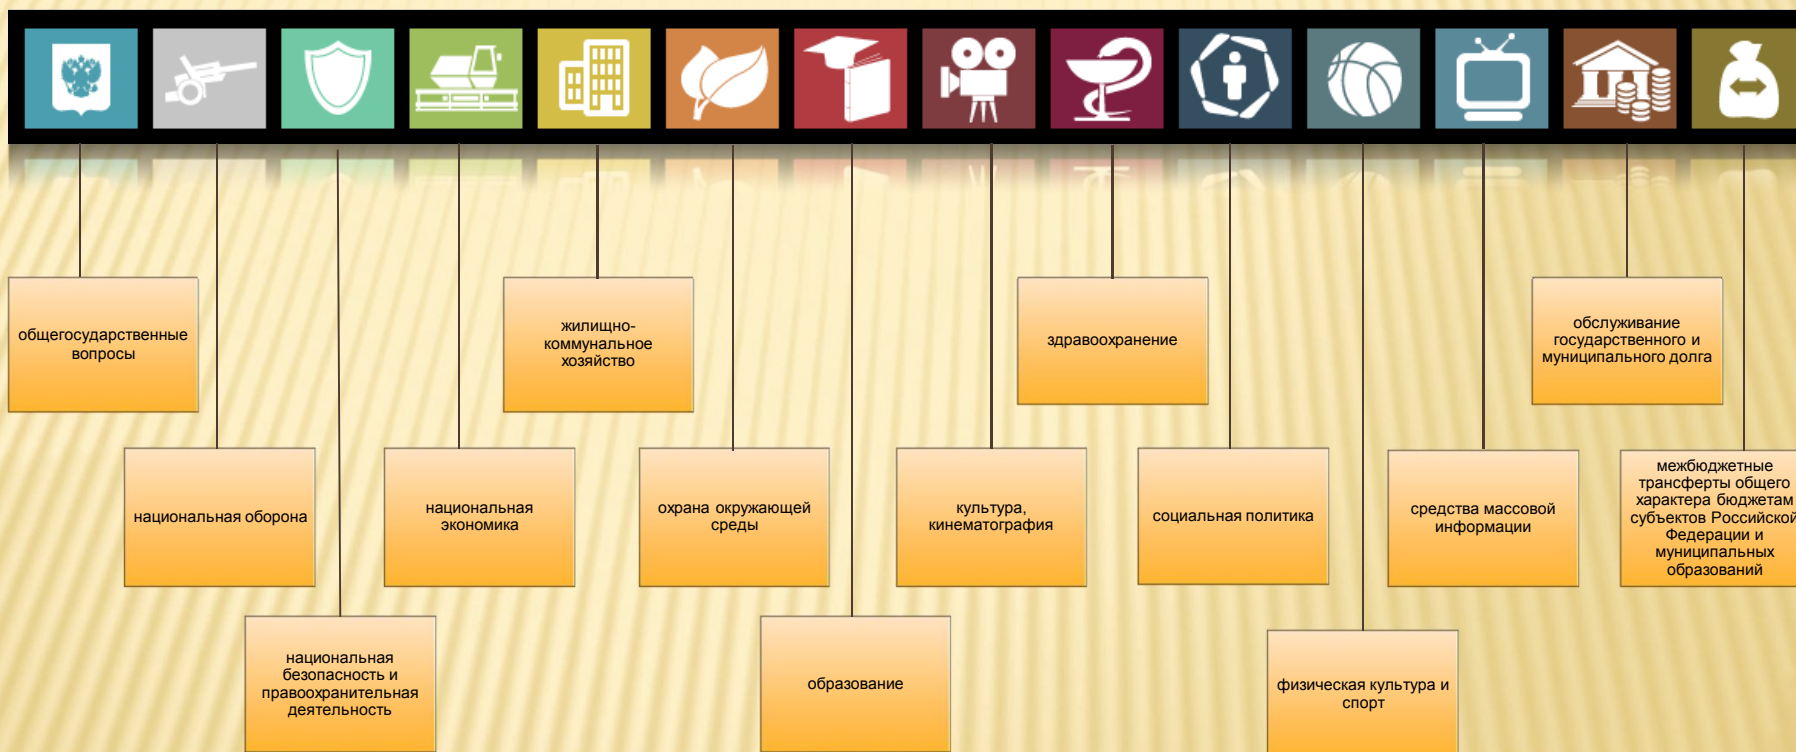 общегосударственные
вопросы
жилищно-
коммунальное
хозяйство
здравоохранение
обслуживание
государственного и
муниципального долга
национальная оборона
национальная
экономика
охрана окружающей
среды
культура,
кинематография
социальная политика
средства массовой
информации
межбюджетные
трансферты общего
характера бюджетам
субъектов Российской
Федерации и
муниципальных
образований
национальная
безопасность и
правоохранительная
деятельность
образование
физическая культура и
спорт